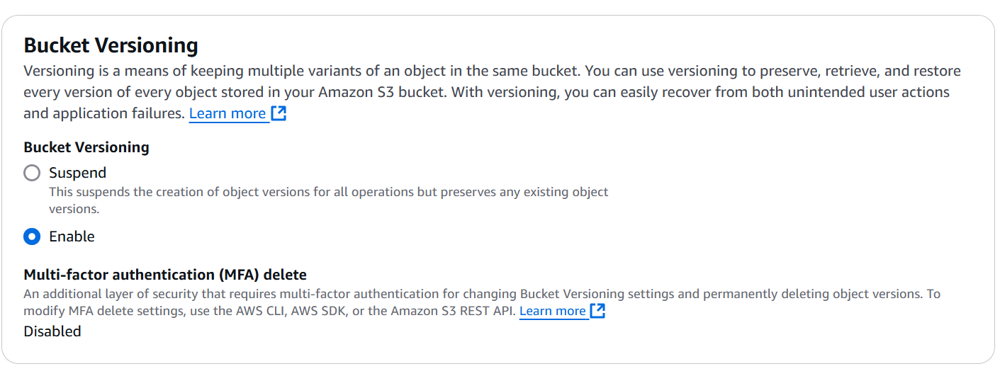 Bucket Versioning
Versioning is a means of keeping multiple variants of an object in the same bucket. You can use versioning to preserve, retrieve, and restore
every version of every object stored in your Amazon S3 bucket. With versioning, you can easily recover from both unintended user actions
and application failures. Learn more
Bucket Versioning
Suspend
This suspends the creation of object versions for all operations but preserves any existing object
versions.
Enable
Multi-factor authentication (MFA) delete
An additional layer of security that requires multi-factor authentication for changing Bucket Versioning settings and permanently deleting object versions. To
modify MFA delete settings, use the AWS CLI, AWS SDK, or the Amazon S3 REST API. Learn more
Disabled